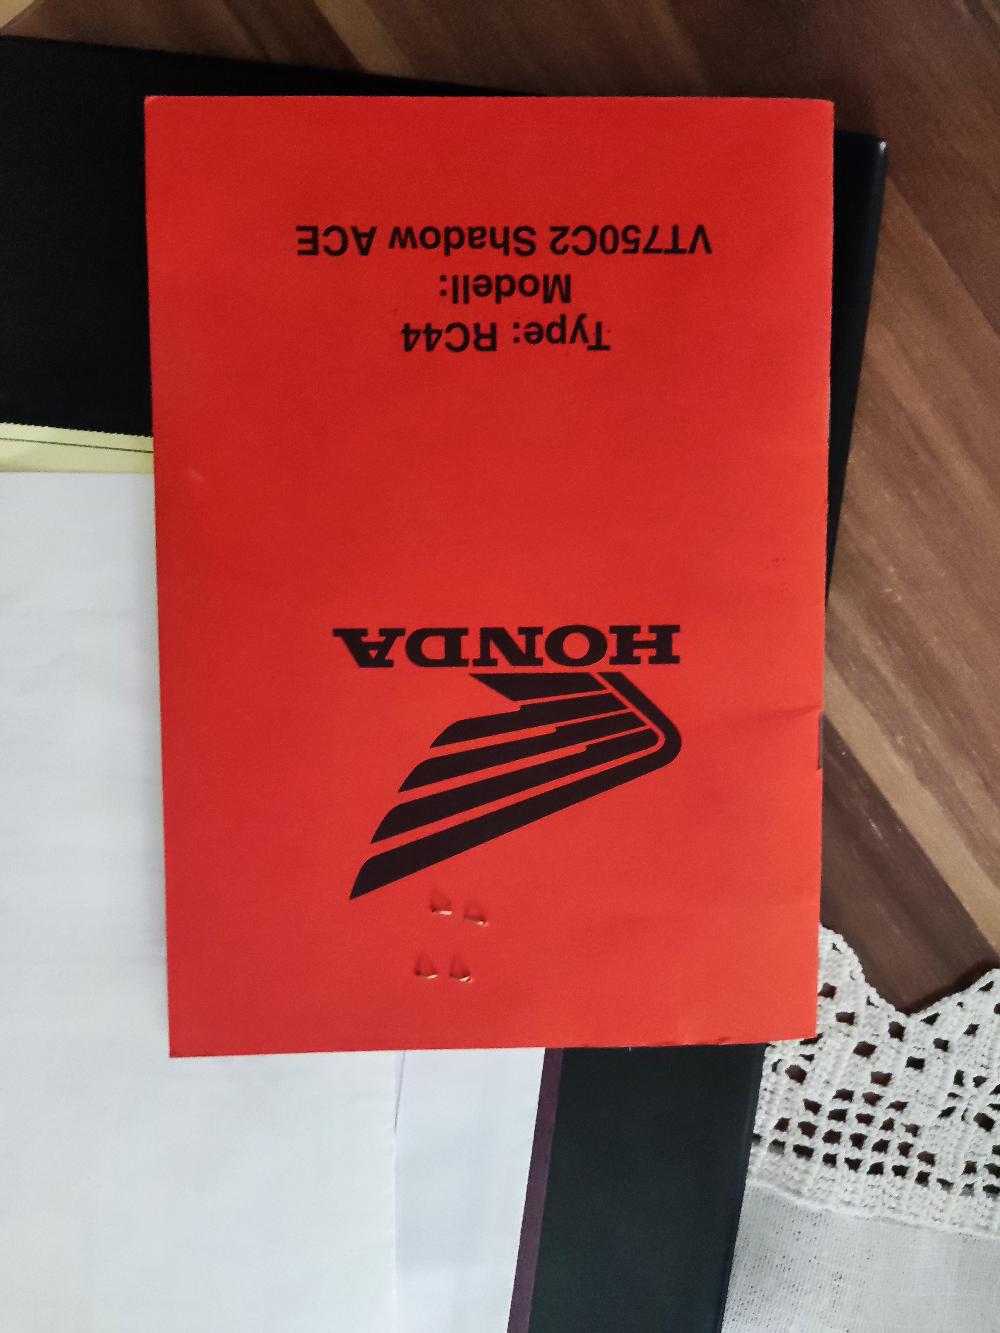 HONDA
Type: RC44
Modell:
VT750C2 Shadow ACE